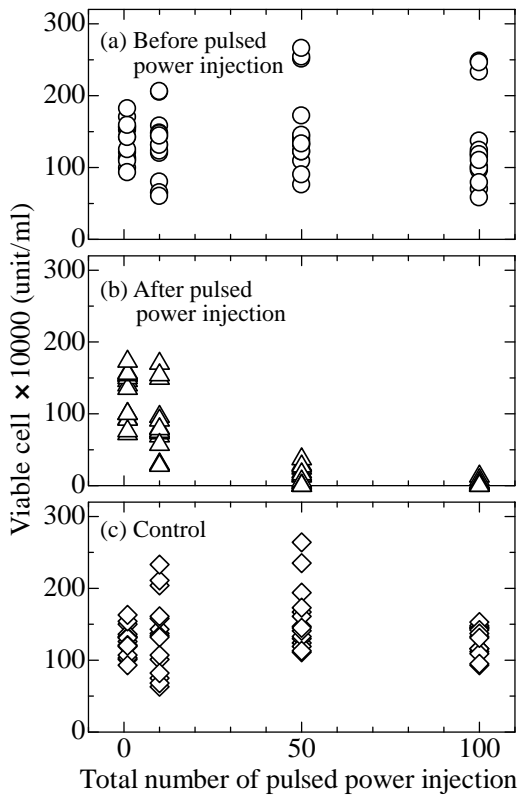 300
(a) Before pulsed
power injection
200
100
0
300
(b) After pulsed
power injection
200
100
0
300
(c) Control
200
100
0
0 50 100
Total number of pulsed power injection
Viable cell ×10000 (unit/ml)